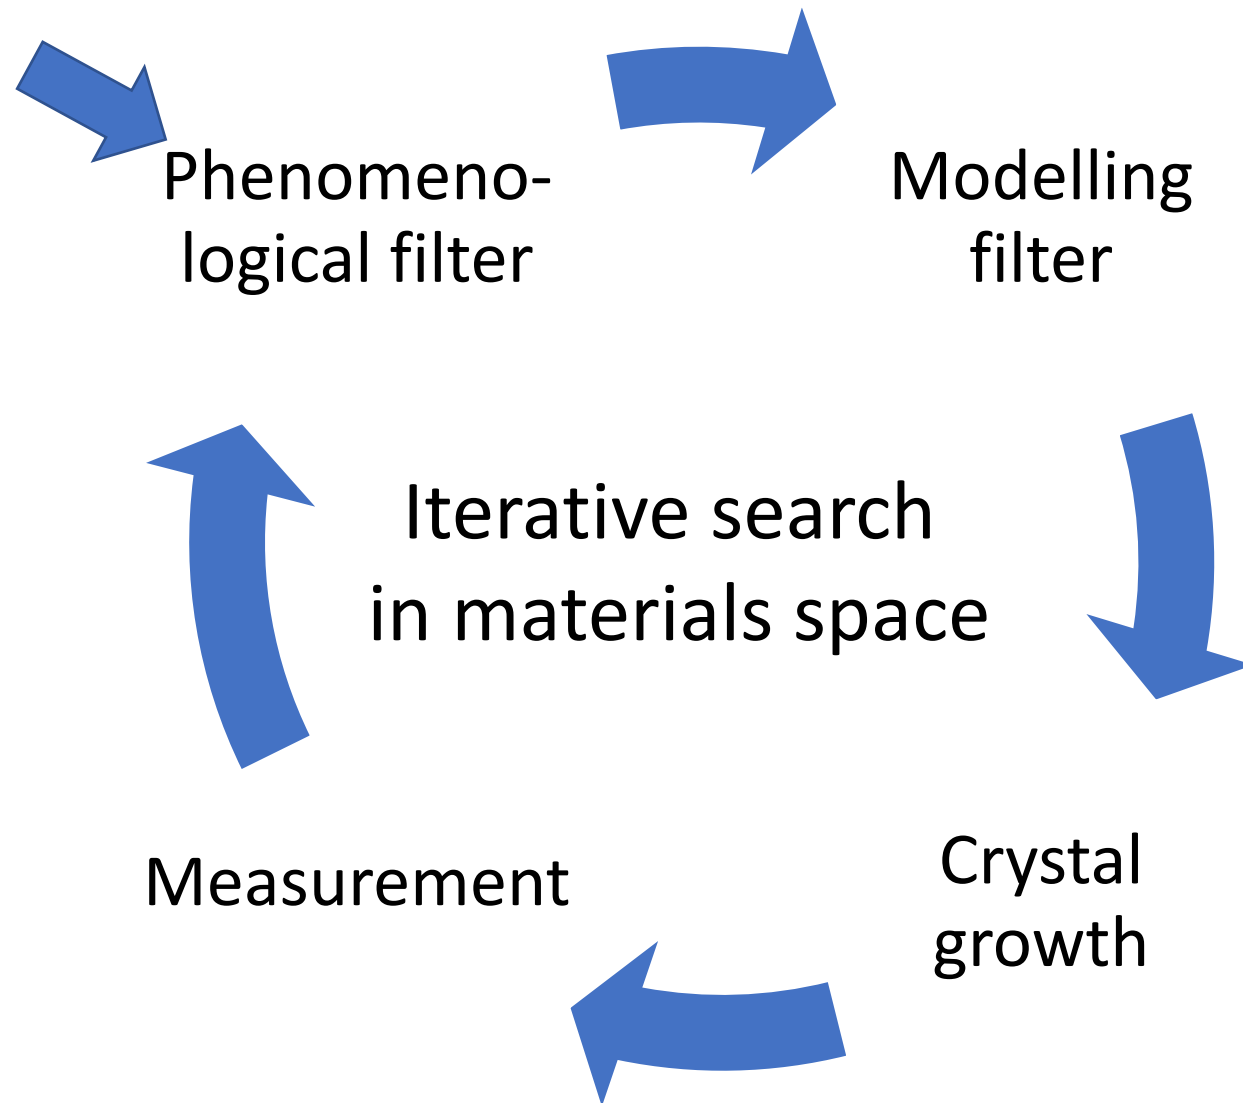 Phenomeno-
logical filter
Modelling
filter
Iterative search
in materials space
Measurement
Crystal
growth